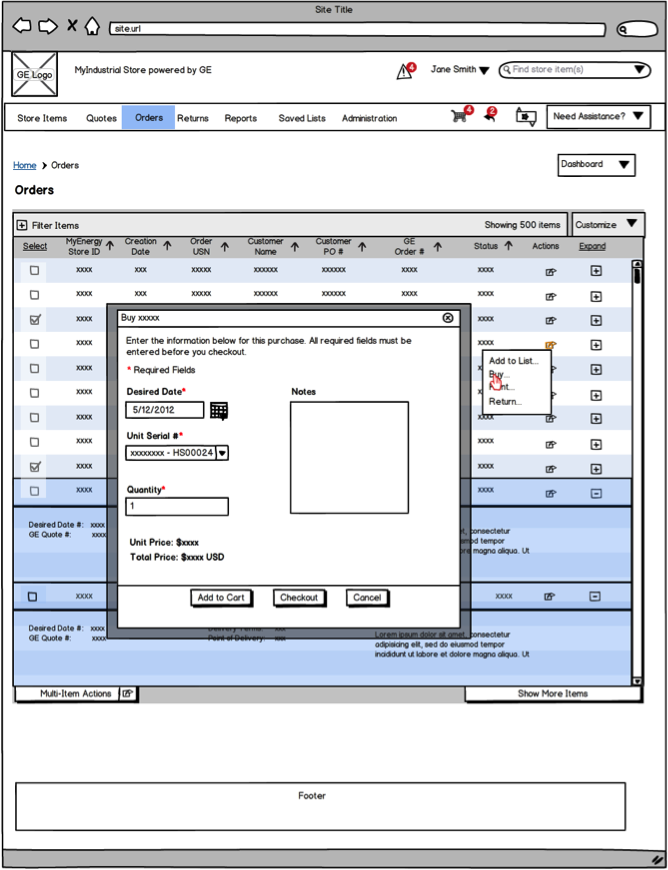 Site Title
site.url
GE Logo
MyIndustrial Store powered by GE
4
Jane Smith
Find store item(s)
Store Items Quotes Orders Returns Reports Saved Lists Administration
4
2
Need Assistance?
Home > Orders
Dashboard
Orders
Filter Items
Showing 500 items
Customize
Select
MyEnergy
Store ID
Creation
Date
Order
USN
Customer
Name
Customer
PO #
GE
Order #
Status
Actions
Expand
xxxx xxx xxxxxx xxxxxx xxxxxx xxxx xxxx
xxxx xxx xxxxxx xxxxxx xxxxxx xxxx xxxx
xxxx xxxx
xxxx xxxx
xxxx
xxxx xxxx
xxxx xxxx
xxxx xxxx
xxxx xxxx
Add to List...
Buy...
Return...
Buy xxxxx
Enter the information below for this purchase. All required fields must be
entered before you checkout.
* Required Fields
Desired Date*
5/12/2012
Notes
Unit Serial #*
xxxxxxxx - HS00024
Quantity*
1
Unit Price: $xxxx
Total Price: $xxxx USD
Add to Cart
Checkout
Cancel
Desired Date #: xxxx
GE Quote #: xxxx
consectetur
tempor
magna aliqua. Ut
xxxx xxxx
Desired Date #: xxxx
GE Quote #: xxxx
Delivery Terms: xxx
Point of Delivery: xxx
Lorem ipsum dolor sit amet, consectetur
adipisicing elit, sed do eiusmod tempor
incididunt ut labore et dolore magna aliqua. Ut
Multi-Item Actions
Show More Items
Footer